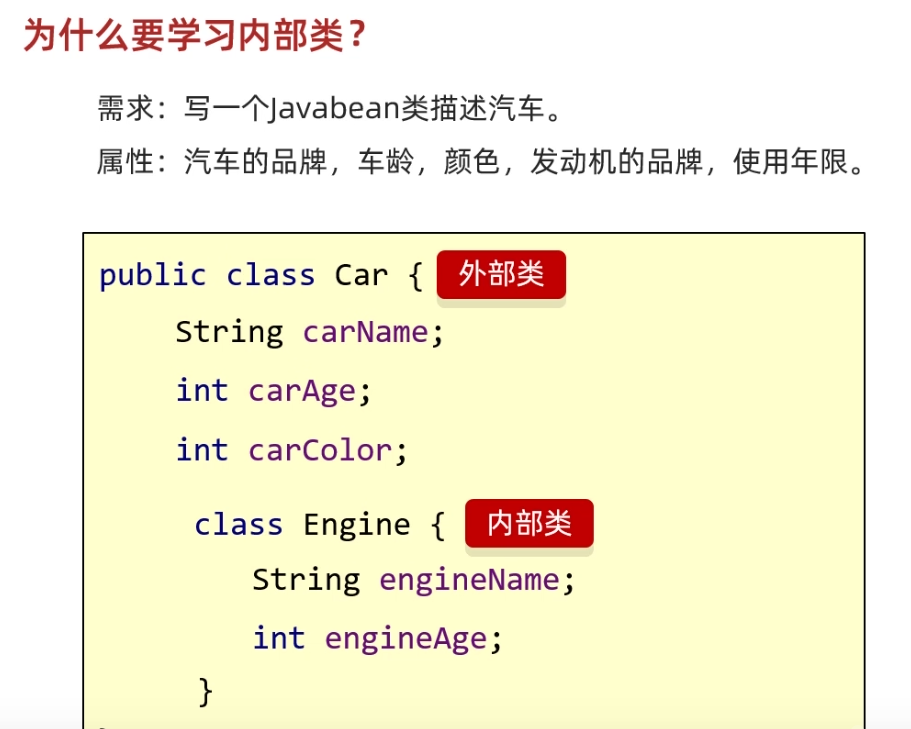 为什么要学习内部类？
需求：写一个Javabean类描述汽车。
属性：汽车的品牌，车龄，颜色，发动机的品牌，使用年限。
public class Car { 外部类
String carName;
int carAge;
int carColor;
class Engine { 内部类
String engineName;
int engineAge;
}